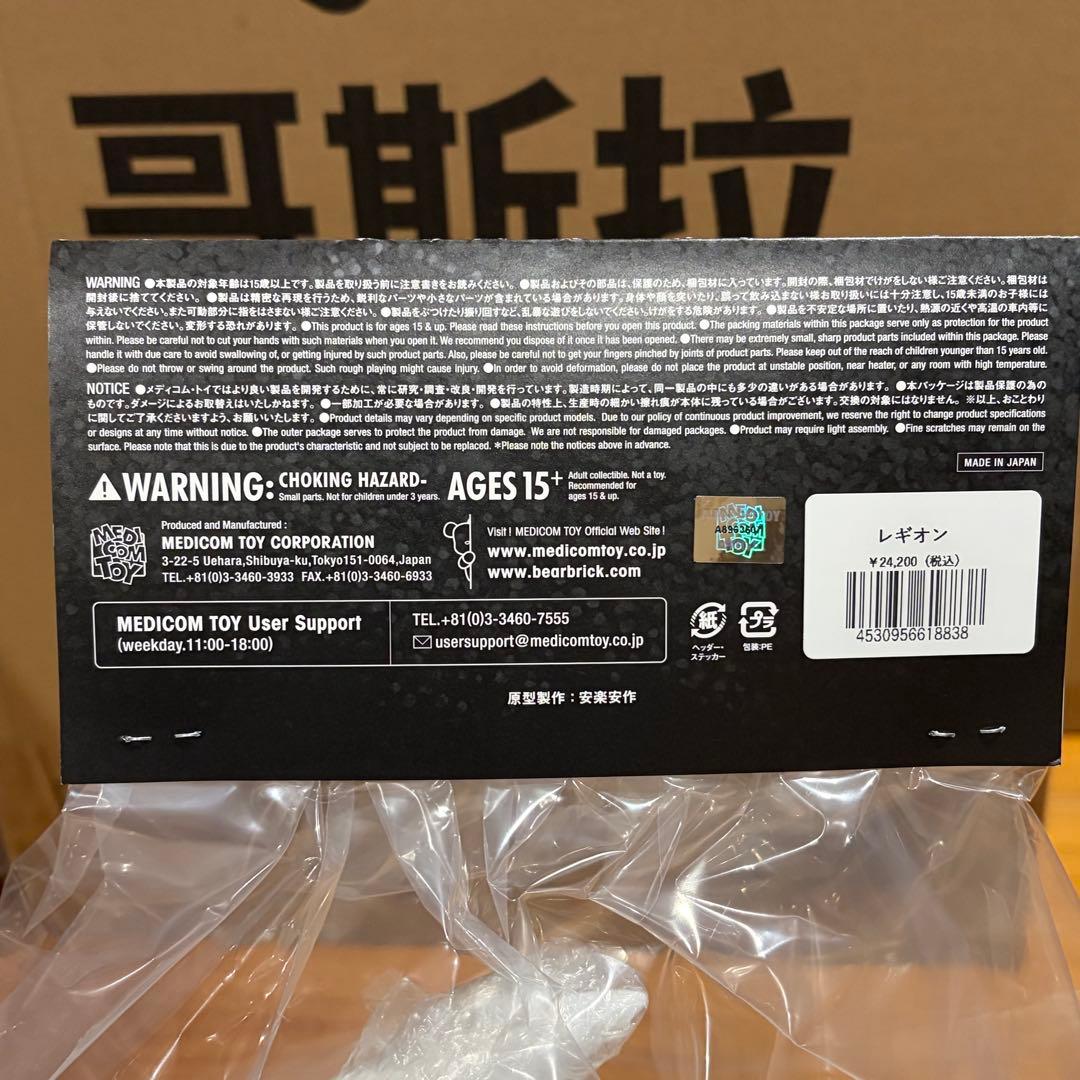 哥斯拉
WARNING ●本製品の対象年齢は15歳以上です。製品を取り扱う前に注意書きをお読みください。●製品およびその部品は、保護のため、梱包材に入っています。開封の際、梱包材でけがをしない様ご注意ください。梱包材は
開封後に捨ててください。●製品は精密な再現を行うため、鋭利なパーツや小さなパーツが含まれている場合があります。身体や顔を突いたり、誤って飲み込まない様お取り扱いには十分注意し、15歳未満のお子様には
与えないでください。また可動部分に指をはさまない様ご注意ください。●製品をぶつけたり振り回すなど、乱暴な遊びをしないでください。けがをする危険があります。●製品を不安定な場所に置いたり、熱源の近くや高温の車内等に
保管しないでください。変形する恐れがあります。●This product is for ages 15 & up. Please read these instructions before you open this product. ●The packing materials within this package serve only as protection for the product
within. Please be careful not to cut your hands with such materials when you open it. We recommend you dispose of it once it has been opened. ●There may be extremely small, sharp product parts included within this package. Please
handle it with due care to avoid swallowing of, or getting injured by such product parts. Also, please be careful not to get your fingers pinched by joints of product parts. Please keep out of the reach of children younger than 15 years old.
●Please do not throw or swing around the product. Such rough playing might cause injury. ●In order to avoid deformation, please do not place the product at unstable position, near heater, or any room with high temperature.
NOTICE ●メディコム・トイではより良い製品を開発するために、常に研究・調査・改良・開発を行っています。製造時期によって、同一製品の中にも多少の違いがある場合があります。●本パッケージは製品保護の為の
ものです。ダメージによるお取替えはいたしかねます。●一部加工が必要な場合があります。●製品の特性上、生産時の細かい擦れ痕が本体に残っている場合がございます。交換の対象にはなりません。※以上、おことわり
に関してご了承くださいますよう、お願いいたします。●Product details may vary depending on specific product models. Due to our policy of continuous product improvement, we reserve the right to change product specifications
or designs at any time without notice. ●The outer package serves to protect the product from damage. We are not responsible for damaged packages. ●Product may require light assembly. ●Fine scratches may remain on the
surface. Please note that this is due to the product's characteristic and not subject to be replaced. *Please note the notices above in advance.
MADE IN JAPAN
WARNING: CHOKING HAZARD-
Small parts. Not for children under 3 years.
AGES 15+
Adult collectible. Not a toy.
Recommended for
ages 15 & up.
MEDI
COM
TOY
Produced and Manufactured :
MEDICOM TOY CORPORATION
3-22-5 Uehara,Shibuya-ku,Tokyo151-0064,Japan
TEL.+81(0)3-3460-3933 FAX.+81(0)3-3460-6933
Visit ! MEDICOM TOY Official Web Site !
www.medicomtoy.co.jp
www.bearbrick.com
レギオン
¥24,200 (税込)
4530956618838
MEDICOM TOY User Support
(weekday.11:00-18:00)
TEL.+81(0)3-3460-7555
usersupport@medicomtoy.co.jp
紙
ヘッダー・
ステッカー
プラ
包装:PE
原型製作：安楽安作